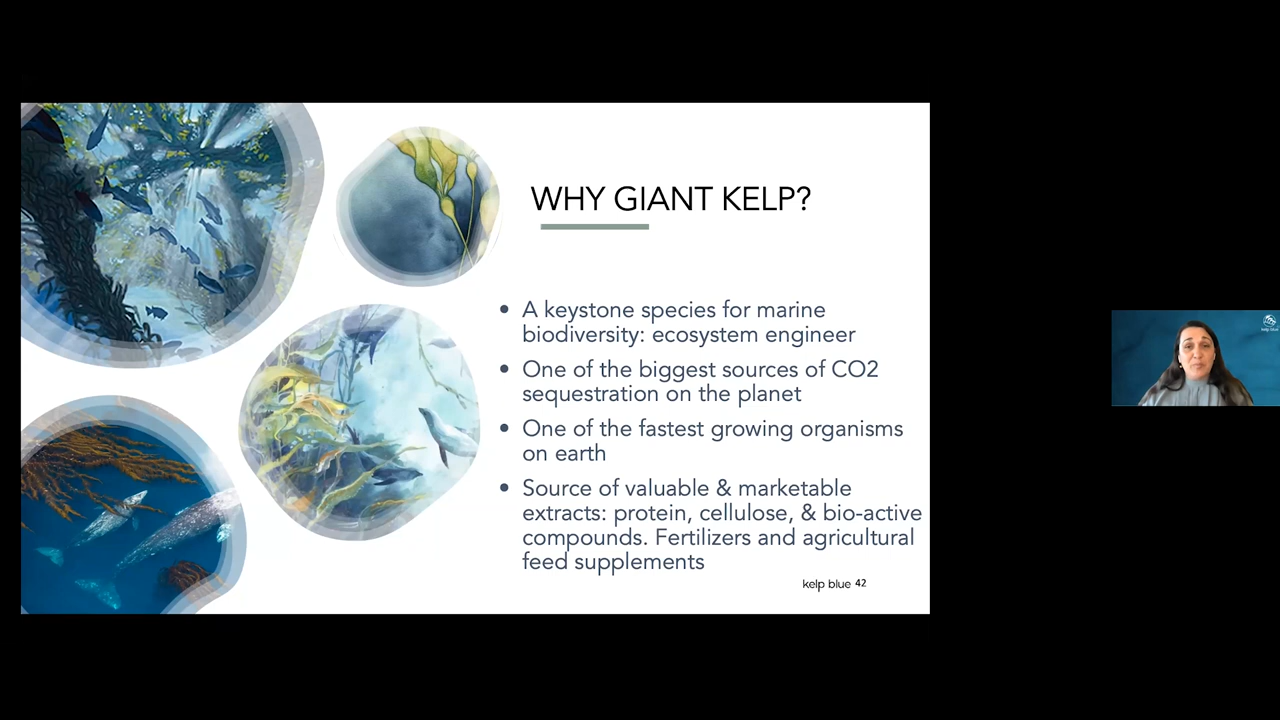 WHY GIANT KELP?
• A keystone species for marine
biodiversity: ecosystem engineer
• One of the biggest sources of CO2
sequestration on the planet
• One of the fastest growing organisms
on earth
• Source of valuable & marketable
extracts: protein, cellulose, & bio-active
compounds. Fertilizers and agricultural
feed supplements
kelp blue 42
kelp blue